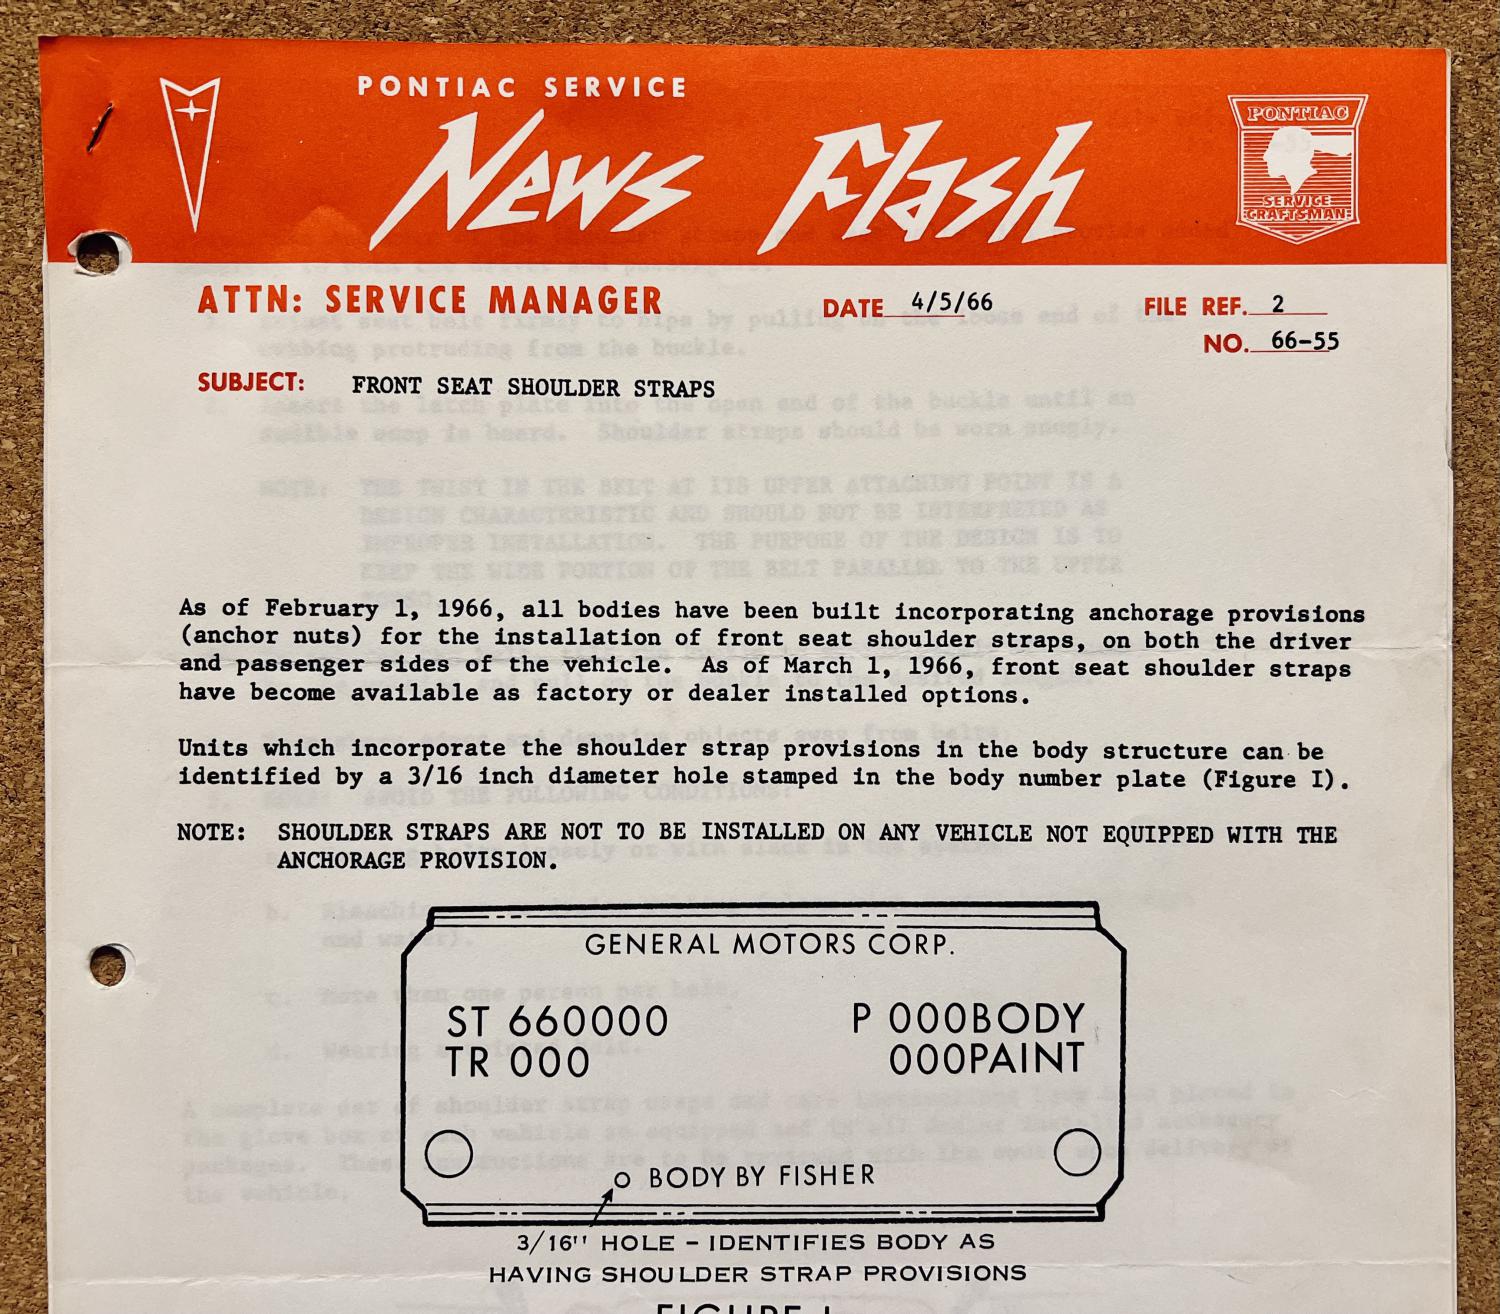 PONTIAC SERVICE
News Flash
PONTIAC
SERVICE
CRAFTSMAN
ATTN: SERVICE MANAGER
DATE 4/5/66
FILE REF. 2
NO. 66-55
SUBJECT: FRONT SEAT SHOULDER STRAPS
As of February 1, 1966, all bodies have been built incorporating anchorage provisions
(anchor nuts) for the installation of front seat shoulder straps, on both the driver
and passenger sides of the vehicle. As of March 1, 1966, front seat shoulder straps
have become available as factory or dealer installed options.
Units which incorporate the shoulder strap provisions in the body structure can be
identified by a 3/16 inch diameter hole stamped in the body number plate (Figure I).
NOTE: SHOULDER STRAPS ARE NOT TO BE INSTALLED ON ANY VEHICLE NOT EQUIPPED WITH THE
ANCHORAGE PROVISION.
GENERAL MOTORS CORP.
ST 660000 P 000BODY
TR 000 000PAINT
BODY BY FISHER
3/16" HOLE - IDENTIFIES BODY AS
HAVING SHOULDER STRAP PROVISIONS
FIGURE I